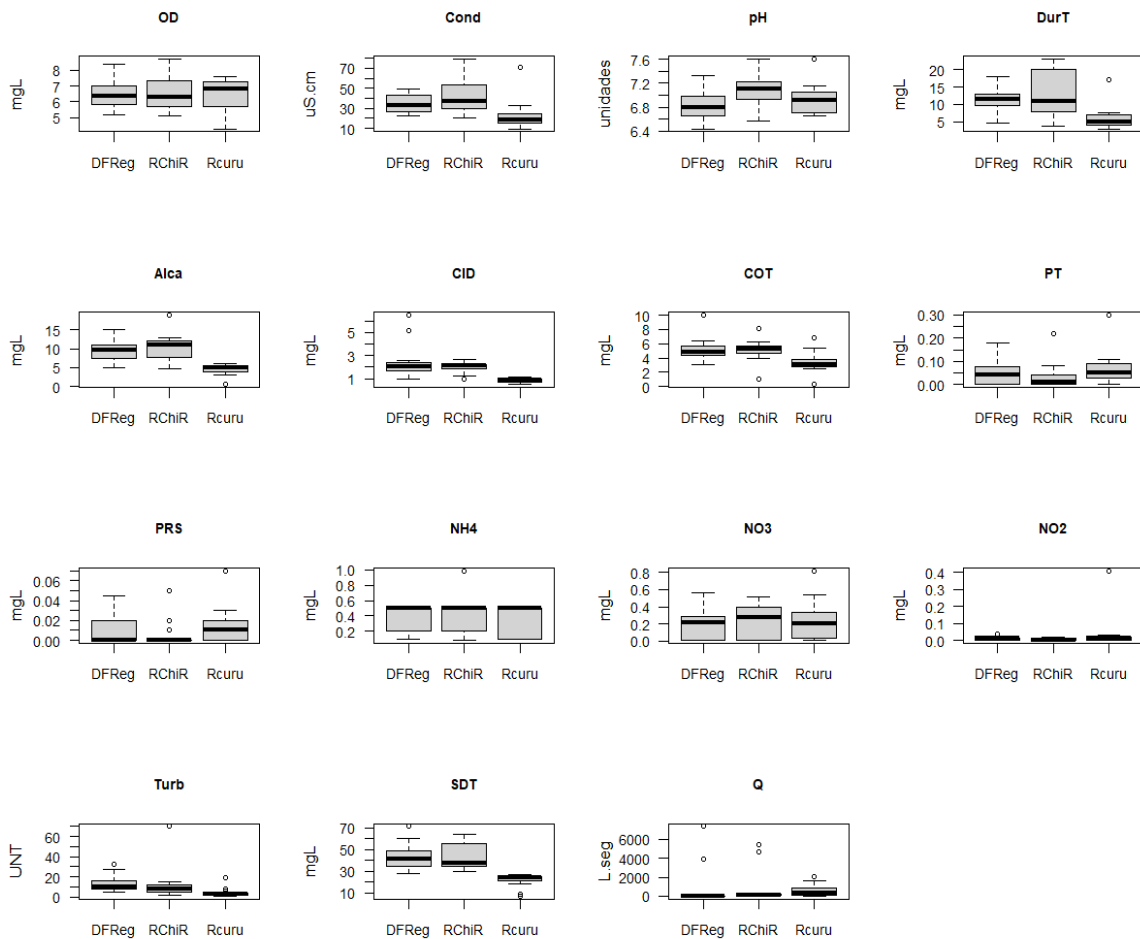 OD
Cond
pH
DurT
mgL
8
7
6
5
DFReg RChiR Rcuru
uS.cm
70
50
30
10
DFReg RChiR Rcuru
unidades
7.6
7.2
6.8
6.4
DFReg RChiR Rcuru
mgL
20
15
10
5
DFReg RChiR Rcuru
Alca
CID
COT
PT
mgL
15
10
5
0
DFReg RChiR Rcuru
mgL
5
3
1
DFReg RChiR Rcuru
mgL
10
8
6
4
2
0
DFReg RChiR Rcuru
mgL
0.30
0.20
0.10
0.00
DFReg RChiR Rcuru
PRS
NH4
NO3
NO2
mgL
0.06
0.04
0.02
0.00
DFReg RChiR Rcuru
mgL
1.0
0.8
0.6
0.4
0.2
DFReg RChiR Rcuru
mgL
0.8
0.6
0.4
0.2
0.0
DFReg RChiR Rcuru
mgL
0.4
0.3
0.2
0.1
0.0
DFReg RChiR Rcuru
Turb
SDT
Q
UNT
60
40
20
10
0
DFReg RChiR Rcuru
mgL
70
50
30
10
DFReg RChiR Rcuru
L.seg
6000
4000
2000
0
DFReg RChiR Rcuru